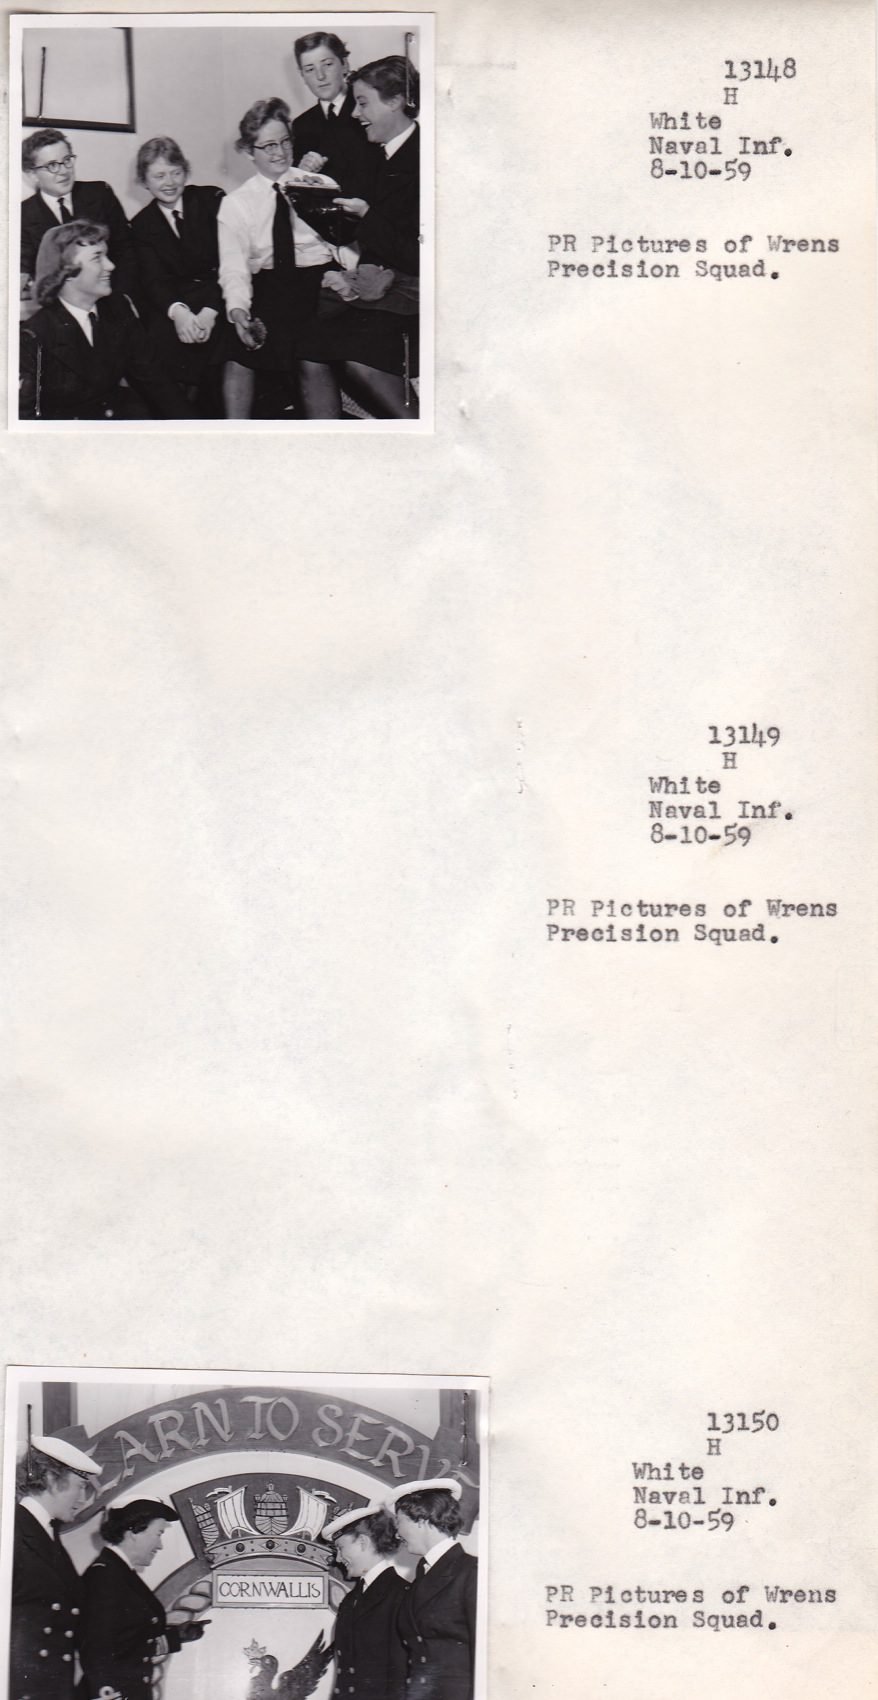 13148
H
White
Naval Inf.
8-10-59
PR Pictures of Wrens
Precision Squad.
13149
H
White
Naval Inf.
8-10-59
PR Pictures of Wrens
Precision Squad.
EARN TO SERVE
CORNWALLIS
13150
H
White
Naval Inf.
8-10-59
PR Pictures of Wrens
Precision Squad.